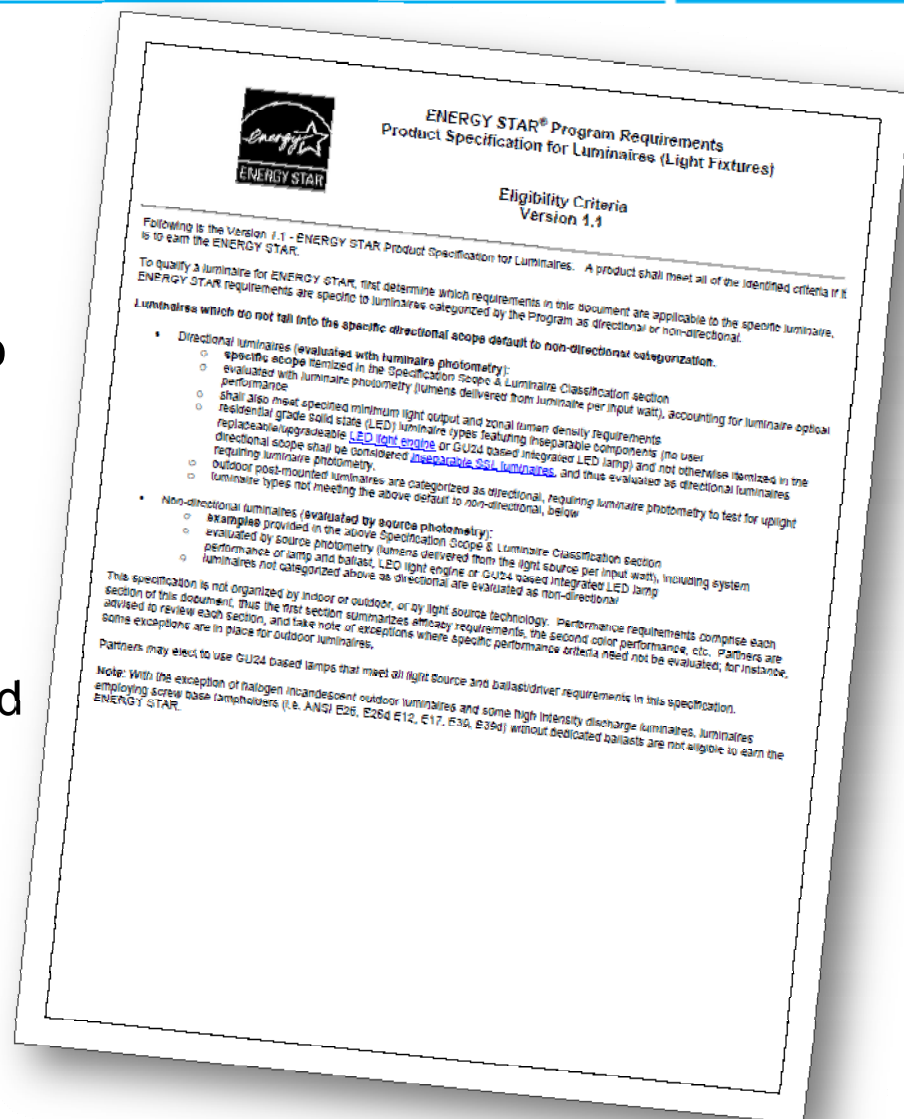 energy
ENERGY STAR
ENERGY STAR® Program Requirements
Product Specification for Luminaires (Light Fixtures)
Eligibility Criteria
Version 1.1
Following is the Version 1.1 - ENERGY STAR Product Specification for Luminaires. A product shall meet all of the identified criteria if it
is to earn the ENERGY STAR.
To qualify a luminaire for ENERGY STAR, first determine which requirements in this document are applicable to the specific luminaire.
ENERGY STAR requirements are specific to luminaires categorized by the Program as directional or non-directional.
Luminaires which do not fall into the specific directional scope default to non-directional categorization.
• Directional luminaires (evaluated with luminaire photometry):
o specific scope itemized in the Specification Scope & Luminaire Classification section
o evaluated with luminaire photometry (lumens delivered from luminaire per input watt), accounting for luminaire optical
performance
o shall also meet specified minimum light output and zonal lumen density requirements
o residential grade solid state (LED) luminaire types featuring inseparable components (no user
replaceable/upgradeable LED light engine or GU24 based integrated LED lamp) and not otherwise itemized in the
directional scope shall be considered inseparable SSL luminaires, and thus evaluated as directional luminaires
requiring luminaire photometry.
o outdoor post-mounted luminaires are categorized as directional, requiring luminaire photometry to test for uplight
o luminaire types not meeting the above default to non-directional, below
• Non-directional luminaires (evaluated by source photometry):
o examples provided in the above Specification Scope & Luminaire Classification section
o evaluated by source photometry (lumens delivered from the light source per input watt), including system
performance of lamp and ballast, LED light engine or GU24 based integrated LED lamp
o luminaires not categorized above as directional are evaluated as non-directional
This specification is not organized by indoor or outdoor, or by light source technology. Performance requirements comprise each
section of this document, thus the first section summarizes efficacy requirements, the second color performance, etc. Partners are
advised to review each section, and take note of exceptions where specific performance criteria need not be evaluated; for instance,
some exceptions are in place for outdoor luminaires.
Partners may elect to use GU24 based lamps that meet all light source and ballast/driver requirements in this specification.
Note: With the exception of halogen incandescent outdoor luminaires and some high intensity discharge luminaires, luminaires
employing screw base lampholders (i.e. ANSI E26, E26d E12, E17, E39, E39d) without dedicated ballasts are not eligible to earn the
ENERGY STAR.
d